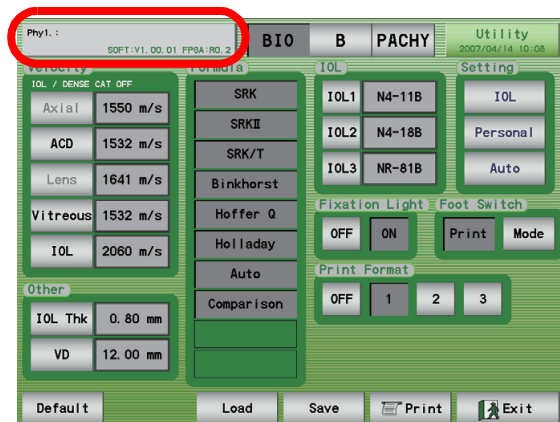 Phy1. :
SOFT:V1.00.01 FPGA:R0.2
BIO
B
PACHY
Utility
2007/04/14 10:08
Velocity
IOL / DENSE CAT OFF
Axial 1550 m/s
ACD 1532 m/s
Lens 1641 m/s
Vitreous 1532 m/s
IOL 2060 m/s
Other
IOL Thk 0.80 mm
VD 12.00 mm
Formula
SRK
SRKII
SRK/T
Binkhorst
Hoffer Q
Holladay
Auto
Comparison
IOL
IOL1 N4-11B
IOL2 N4-18B
IOL3 NR-81B
Setting
IOL
Personal
Auto
Fixation Light
OFF ON
Foot Switch
Print Mode
Print Format
OFF 1 2 3
Default
Load
Save
Print
Exit